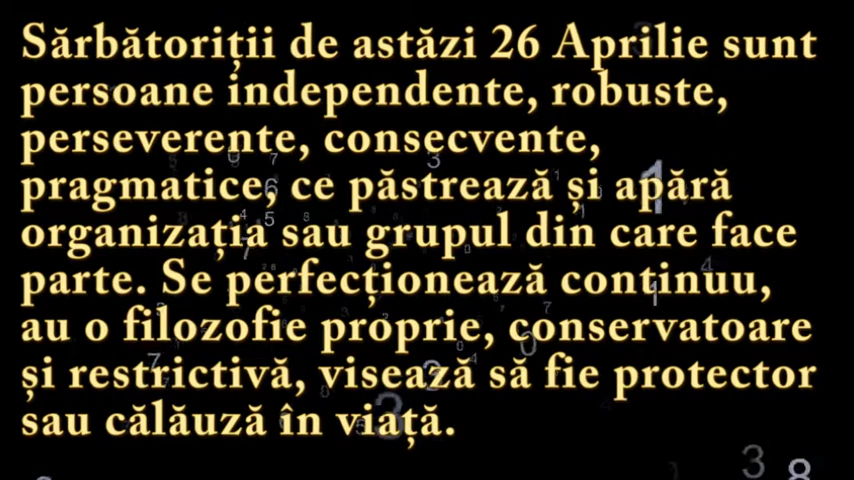 Sărbătoriții de astăzi 26 Aprilie sunt
persoane independente, robuste,
perseverente, consecvente,
pragmatice, ce păstrează și apără
organizația sau grupul din care face
parte. Se perfecționează continuu,
au o filozofie proprie, conservatoare
și restrictivă, visează să fie protector
sau călăuză în viață.